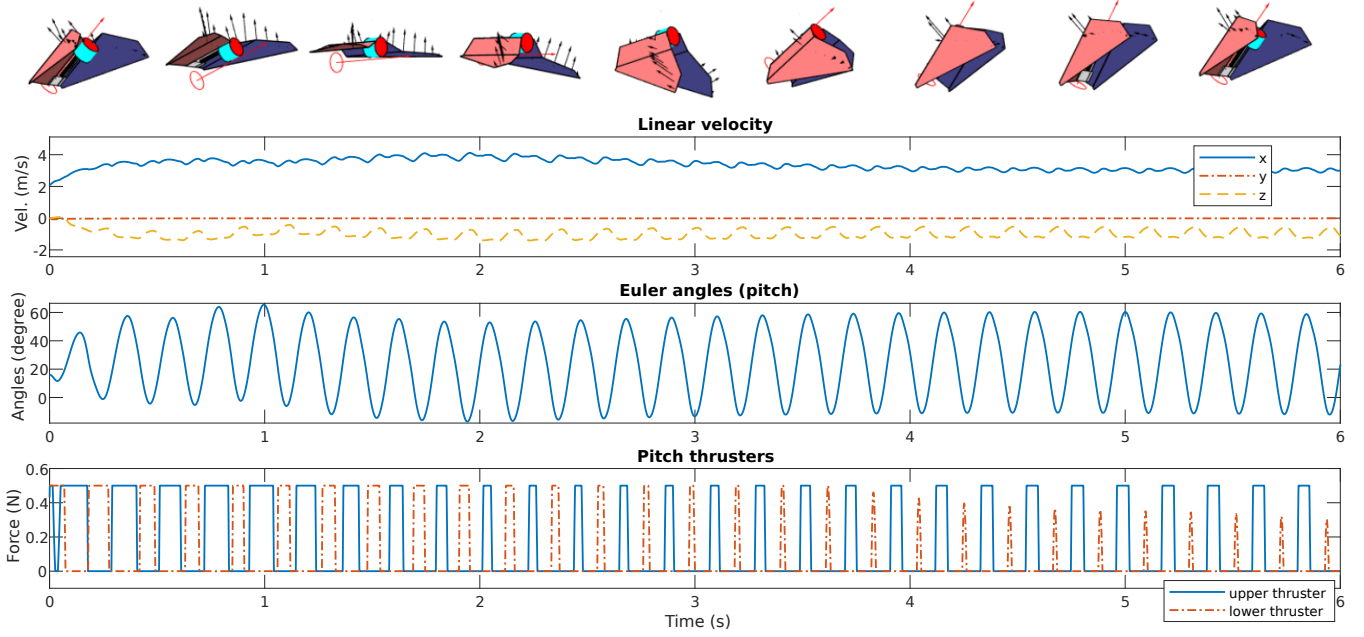 Linear velocity
Vel. (m/s)
4
2
0
-2
x
y
z
0 1 2 3 4 5 6
Euler angles (pitch)
Angles (degree)
60
40
20
0
0 1 2 3 4 5 6
Pitch thrusters
Force (N)
0.6
0.4
0.2
0
0 1 2 3 4 5 6
Time (s)
upper thruster
lower thruster